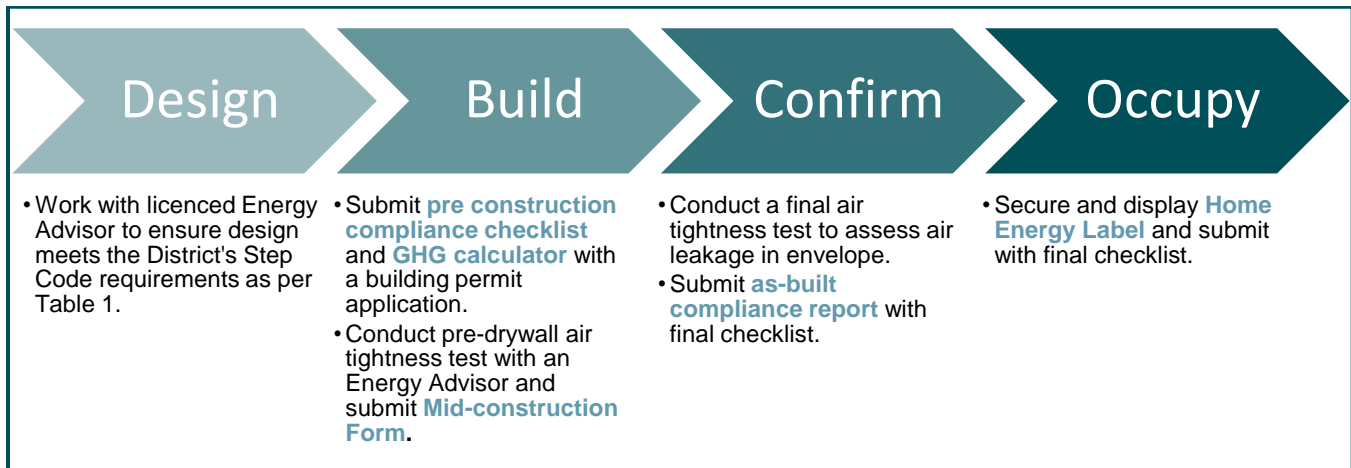 Design
Build
Confirm
Occupy
• Work with licenced Energy
Advisor to ensure design
meets the District's Step
Code requirements as per
Table 1.
• Submit pre construction
compliance checklist
and GHG calculator with
a building permit
application.
• Conduct pre-drywall air
tightness test with an
Energy Advisor and
submit Mid-construction
Form.
• Conduct a final air
tightness test to assess air
leakage in envelope.
• Submit as-built
compliance report with
final checklist.
• Secure and display Home
Energy Label and submit
with final checklist.